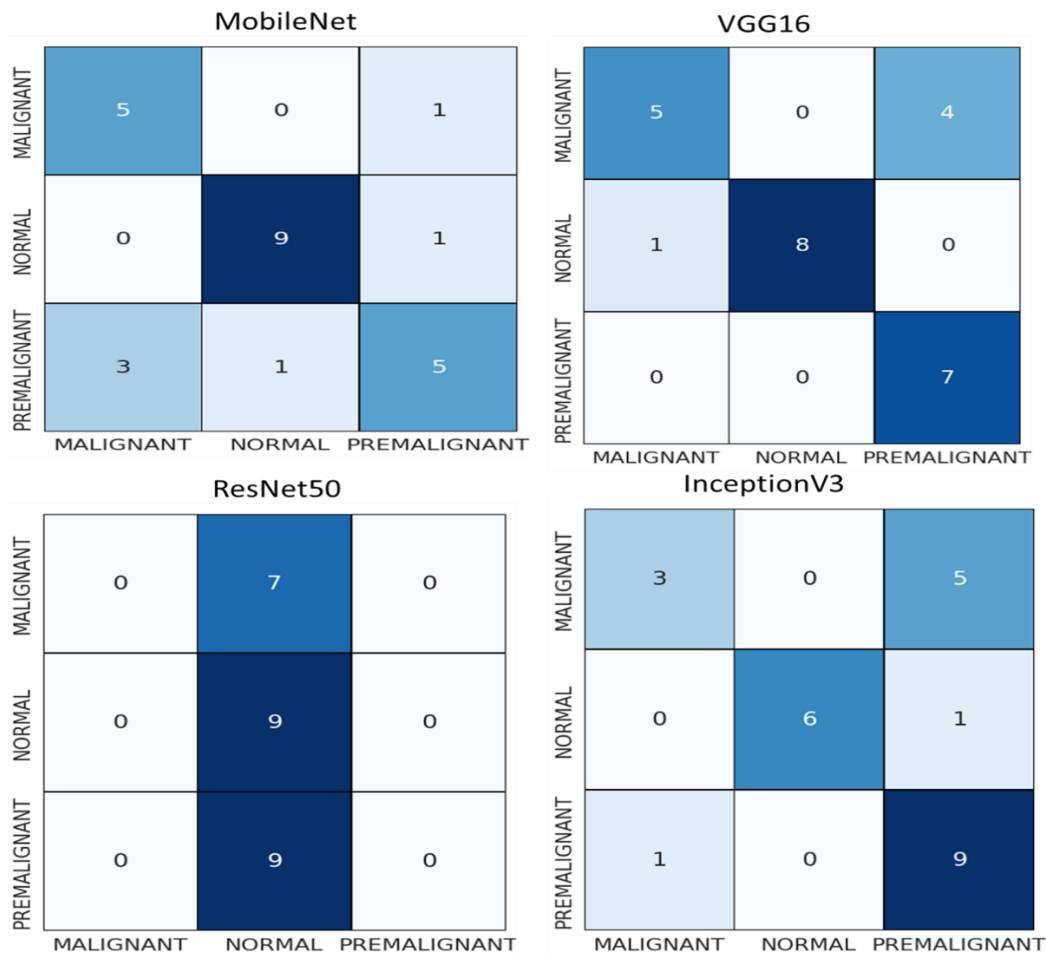 MobileNet
MALIGNANT
5 0 1
NORMAL
0 9 1
PREMALIGNANT
3 1 5
MALIGNANT NORMAL PREMALIGNANT
VGG16
MALIGNANT
5 0 4
NORMAL
1 8 0
PREMALIGNANT
0 0 7
MALIGNANT NORMAL PREMALIGNANT
ResNet50
MALIGNANT
0 7 0
NORMAL
0 9 0
PREMALIGNANT
0 9 0
MALIGNANT NORMAL PREMALIGNANT
InceptionV3
MALIGNANT
3 0 5
NORMAL
0 6 1
PREMALIGNANT
1 0 9
MALIGNANT NORMAL PREMALIGNANT